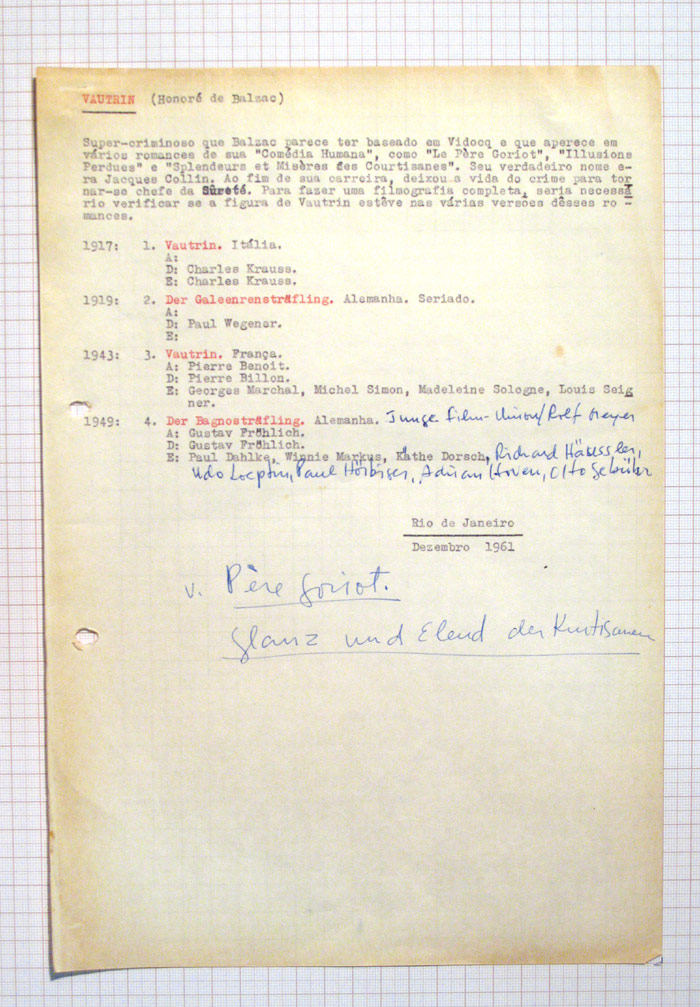 VAUTRIN (Honoré de Balzac)
Super-criminoso que Balzac parece ter baseado em Vidocq e que aperece em
vários romances de sua "Comédia Humana", como "Le Père Goriot", "Illusions
Perdues" e "Splendeurs et Misères des Courtisanes". Seu verdadeiro nome e-
ra Jacques Collin. Ao fim de sua carreira, deixou a vida do crime para tor
nar-se chefe da Sûreté. Para fazer uma filmografia completa, seria necessá
rio verificar se a figura de Vautrin estêve nas várias versões dêsses ro -
mances.
1917: 1. Vautrin. Itália.
A:
D: Charles Krauss.
E: Charles Krauss.
1919: 2. Der Galeenrensträfling. Alemanha. Seriado.
A:
D: Paul Wegener.
E:
1943: 3. Vautrin. França.
A: Pierre Benoit.
D: Pierre Billon.
E: Georges Marchal, Michel Simon, Madeleine Sologne, Louis Seig
ner.
1949: 4. Der Bagnosträfling. Alemanha. Junge Film-Union/Rolf Meyer
A: Gustav Fröhlich.
D: Gustav Fröhlich.
E: Paul Dahlke, Winnie Markus, Käthe Dorsch, Richard Häussler,
Udo Loeptin, Paul Hörbiger, Adrian Hoven, Otto Gebühr
Rio de Janeiro
Dezembro 1961
v. Père Goriot.
Glanz und Elend der Kurtisanen